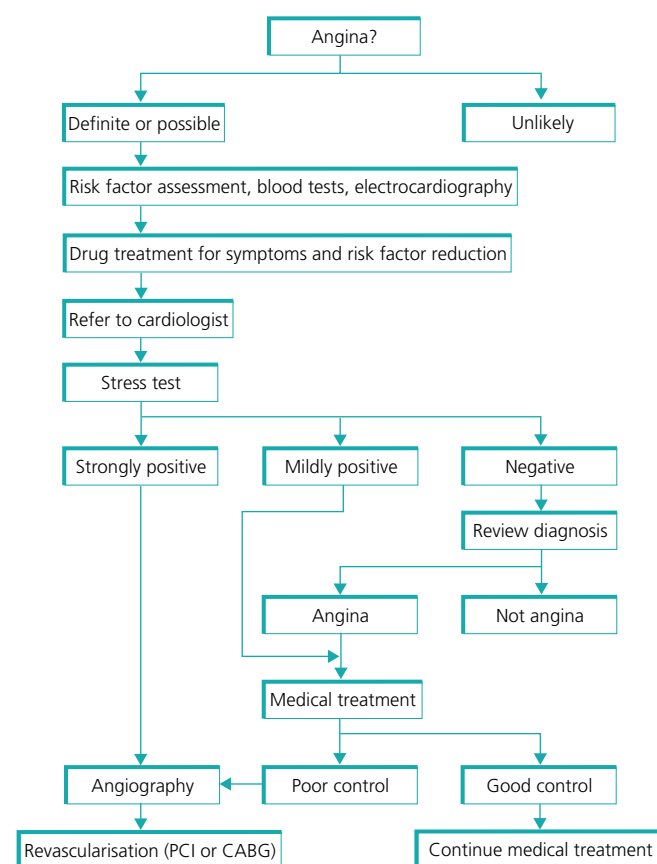 Angina?
Definite or possible
Unlikely
Risk factor assessment, blood tests, electrocardiography
Drug treatment for symptoms and risk factor reduction
Refer to cardiologist
Stress test
Strongly positive
Mildly positive
Negative
Review diagnosis
Angina
Not angina
Medical treatment
Angiography
Poor control
Good control
Revascularisation (PCI or CABG)
Continue medical treatment